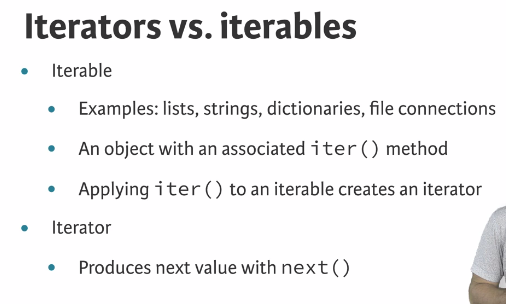 Iterators vs. iterables
• Iterable
• Examples: lists, strings, dictionaries, file connections
• An object with an associated iter() method
• Applying iter() to an iterable creates an iterator
• Iterator
• Produces next value with next()